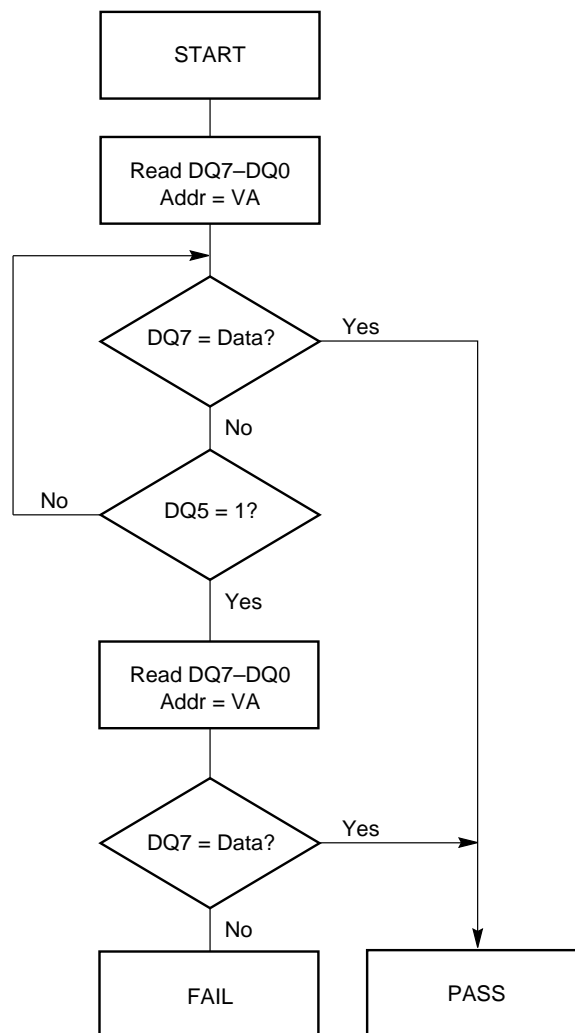 START
Read DQ7–DQ0
Addr = VA
DQ7 = Data?
Yes
No
No
DQ5 = 1?
Yes
Read DQ7–DQ0
Addr = VA
DQ7 = Data?
Yes
No
FAIL
PASS